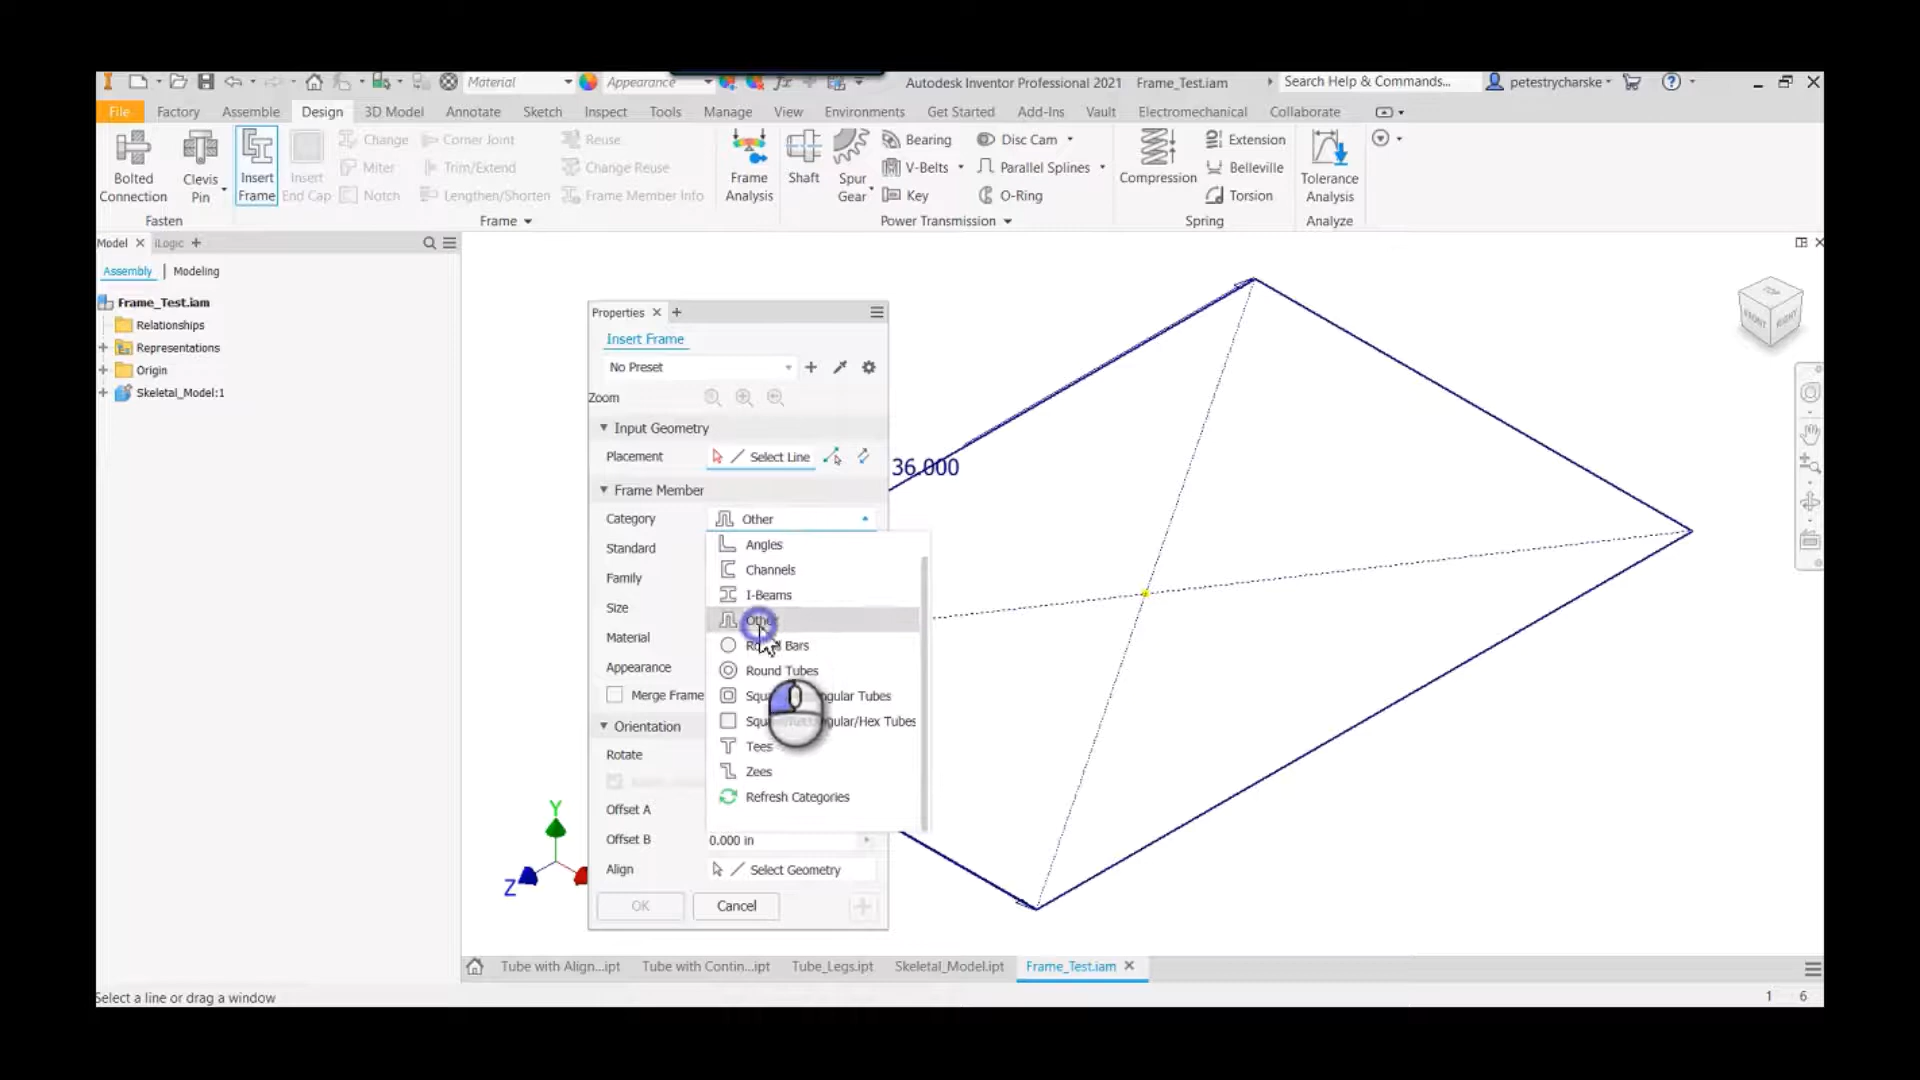 Material
Appearance
Autodesk Inventor Professional 2021
Frame_Test.iam
Search Help & Commands...
petestrycharske
File
Factory
Assemble
Design
3D Model
Annotate
Sketch
Inspect
Tools
Manage
View
Environments
Get Started
Add-Ins
Vault
Electromechanical
Collaborate
Bolted Connection
Clevis Pin
Insert Frame
Insert End Cap
Change
Miter
Notch
Corner Joint
Trim/Extend
Lengthen/Shorten
Reuse
Change Reuse
Frame Member Info
Frame Analysis
Shaft
Spur Gear
Bearing
V-Belts
Key
Disc Cam
Parallel Splines
O-Ring
Compression
Extension
Belleville
Torsion
Tolerance Analysis
Fasten
Frame
Power Transmission
Spring
Analyze
Model
iLogic
Assembly
Modeling
Frame_Test.iam
Relationships
Representations
Origin
Skeletal_Model:1
Properties
Insert Frame
No Preset
Zoom
Input Geometry
Placement
Select Line
Frame Member
Category
Other
Standard
Family
Size
Material
Appearance
Merge Frame
Orientation
Rotate
Offset A
Offset B
0.000 in
Align
Select Geometry
OK
Cancel
Angles
Channels
I-Beams
Other
Bars
Round Tubes
Tubes
/Hex Tubes
Tees
Zees
Refresh Categories
36.000
TOP
FRONT
RIGHT
Y
Z
Tube with Align...ipt
Tube with Contin...ipt
Tube_Legs.ipt
Skeletal_Model.ipt
Frame_Test.iam
Select a line or drag a window
1
6